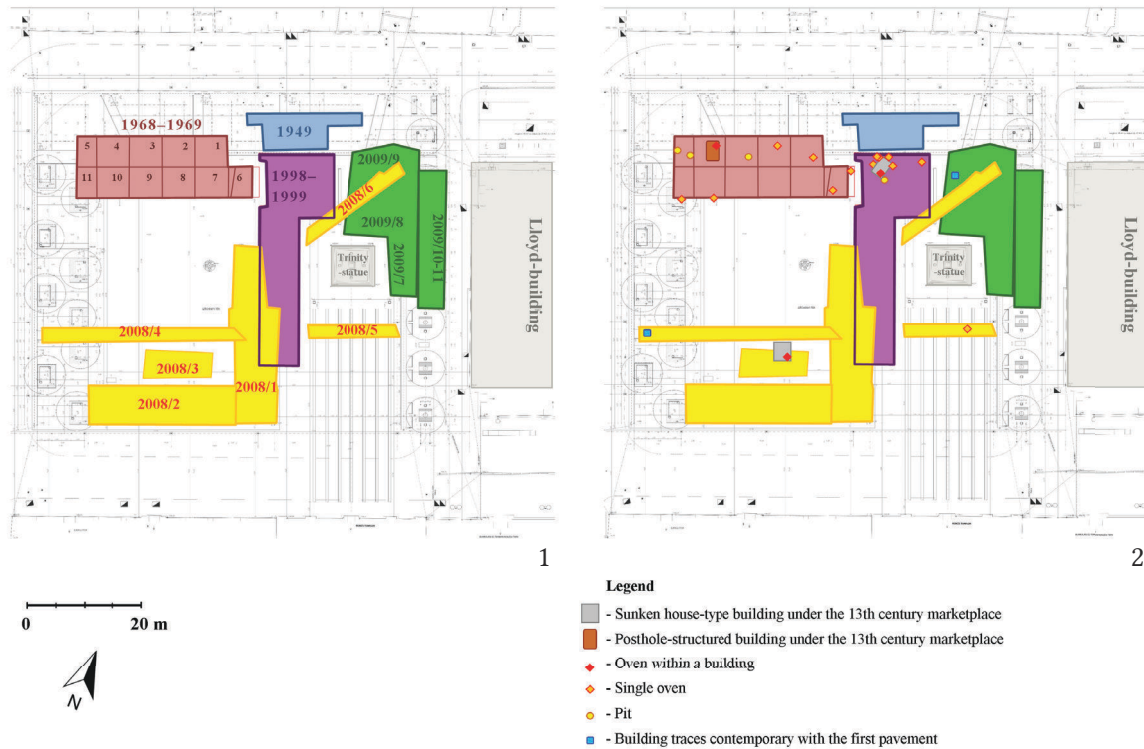 1968–1969
5 4 3 2 1
11 10 9 8 7 6
1949
1998–
1999
2009/9
2008/6
2009/8
2009/7
2009/10-11
Trinity
-statue
Lloyd-building
2008/4
2008/5
2008/3
2008/1
2008/2
1
Trinity
-statue
Lloyd-building
2
0 20 m
N
Legend
- Sunken house-type building under the 13th century marketplace
- Posthole-structured building under the 13th century marketplace
- Oven within a building
- Single oven
- Pit
- Building traces contemporary with the first pavement